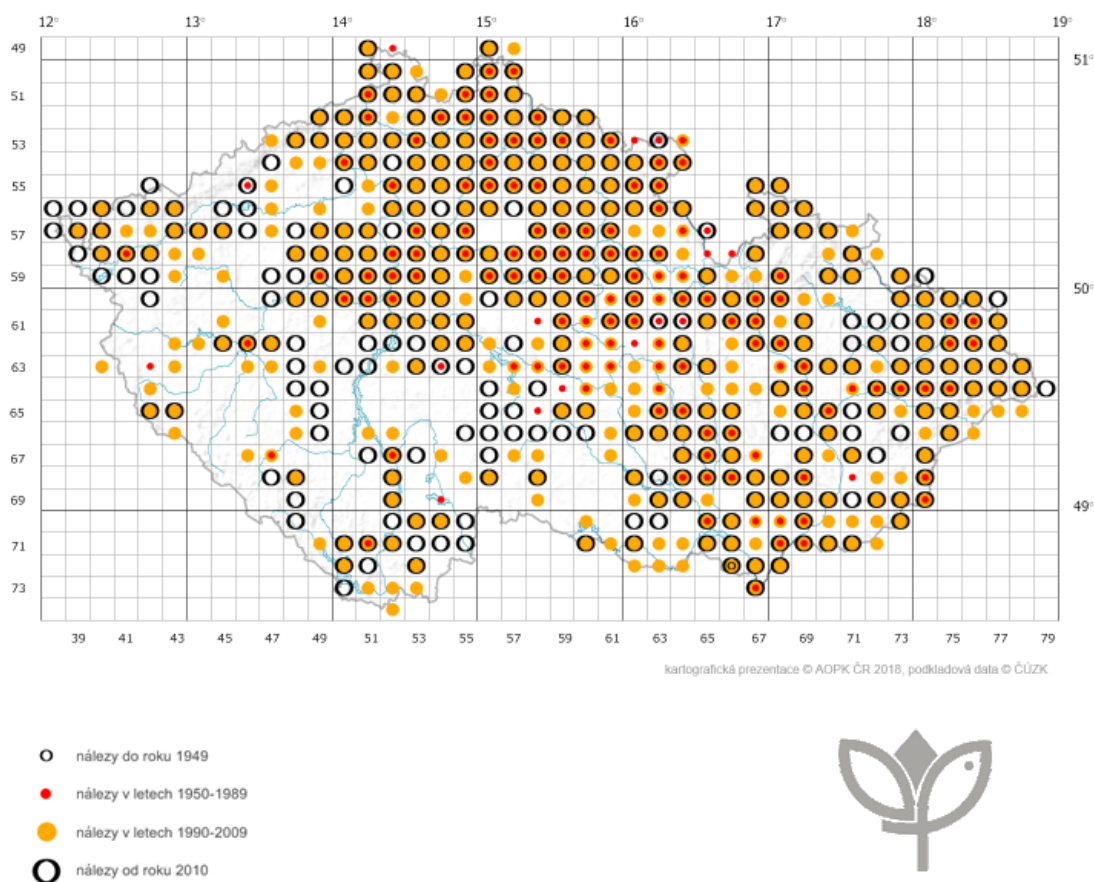 12° 13° 14° 15° 16° 17° 18° 19°
49 51°
51
53
55
57
59 50°
61
63
65
67
69 49°
71
73
39 41 43 45 47 49 51 53 55 57 59 61 63 65 67 69 71 73 75 77 79
kartografická prezentace © AOPK ČR 2018, podkladová data © ČÚZK
nálezy do roku 1949
nálezy v letech 1950-1989
nálezy v letech 1990-2009
nálezy od roku 2010